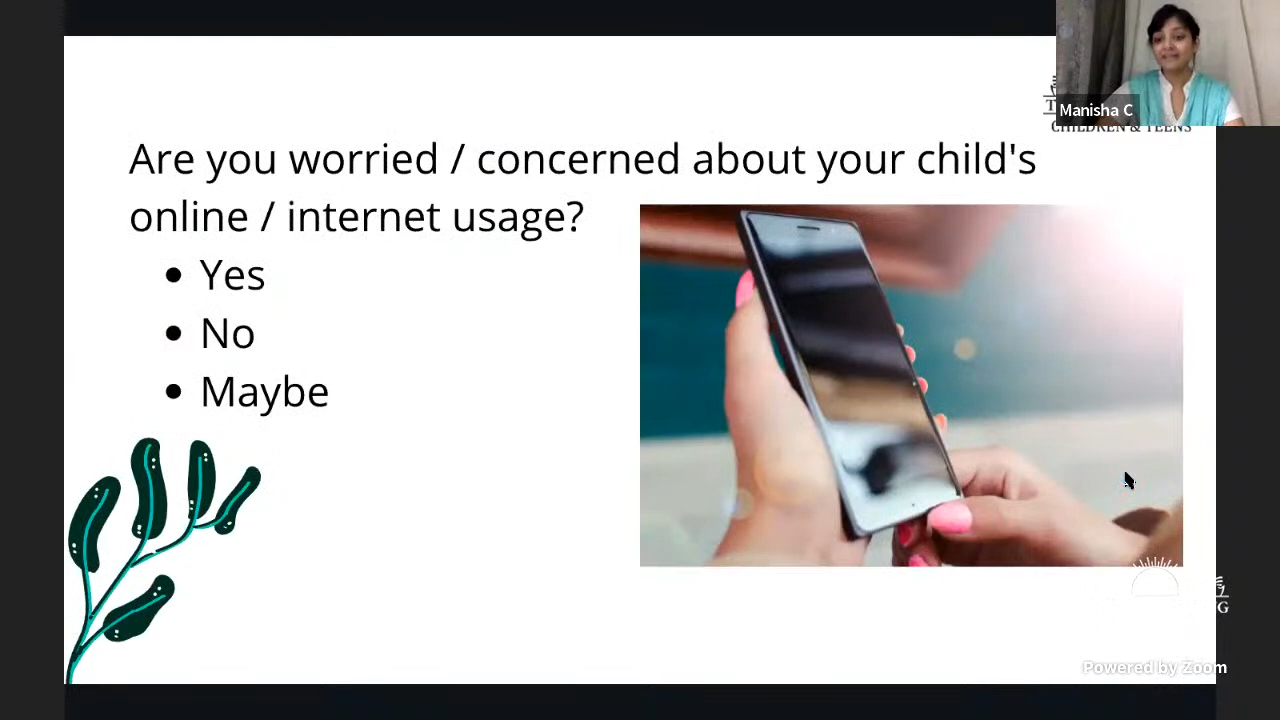 Manisha C
CHILDREN & TEENS
Are you worried / concerned about your child's
online / internet usage?
• Yes
• No
• Maybe
Powered by Zoom